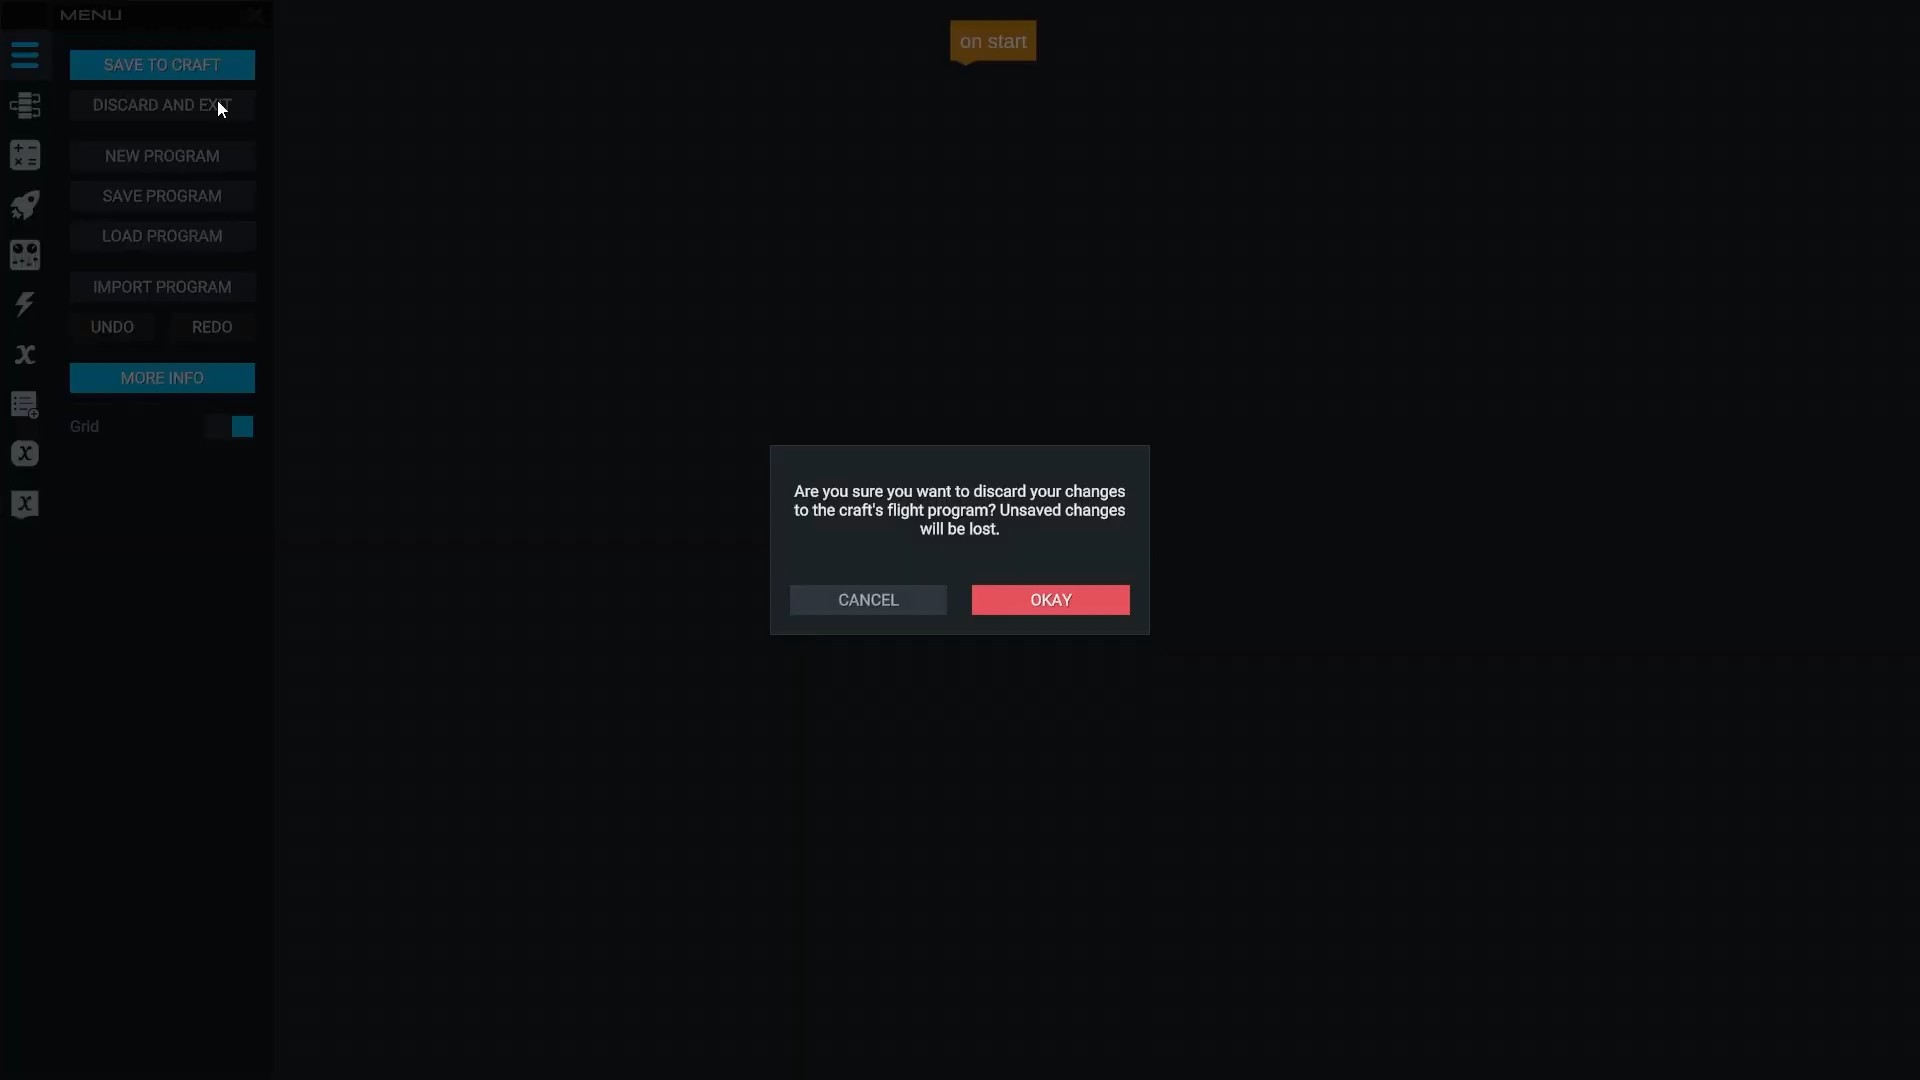 MENU
SAVE TO CRAFT
DISCARD AND EXIT
NEW PROGRAM
SAVE PROGRAM
LOAD PROGRAM
IMPORT PROGRAM
UNDO REDO
MORE INFO
Grid
on start
Are you sure you want to discard your changes
to the craft's flight program? Unsaved changes
will be lost.
CANCEL OKAY